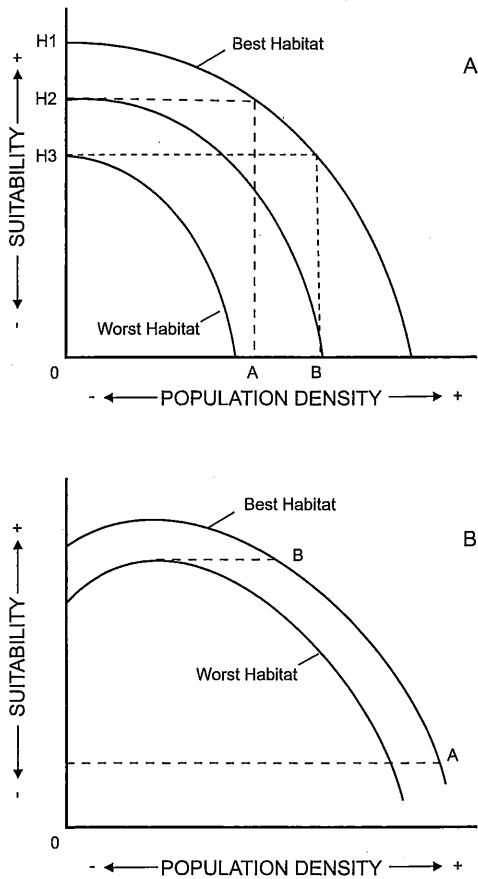 H1
Best Habitat
A
+
H2
H3
SUITABILITY
-
Worst Habitat
0
A
B
- POPULATION DENSITY +
Best Habitat
B
+
B
Worst Habitat
SUITABILITY
A
-
0
- POPULATION DENSITY +